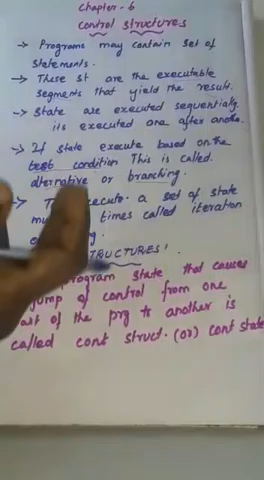 Chapter - 6
Control Structures
→ Programs may contain set of
statements.
→ These st are the executable
segments that yield the result.
→ State are executed sequentially
its executed one after another.
→ If state execute based on the
test condition This is called
alternative or branching.
→ execute a set of state
times called iteration
STRUCTURES'.
program state that causes
jump of control from one
part of the prg to another is
called cont struct. (or) cont state